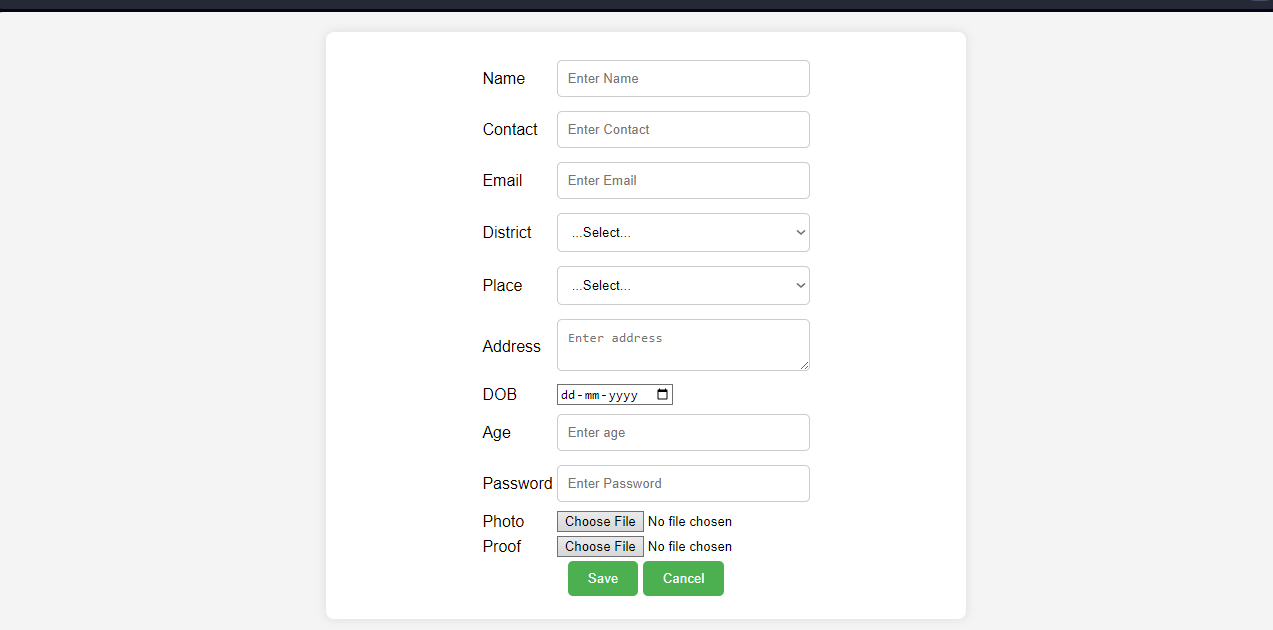 Name Enter Name
Contact Enter Contact
Email Enter Email
District ...Select...
Place ...Select...
Address Enter address
DOB dd-mm-yyyy
Age Enter age
Password Enter Password
Photo Choose File No file chosen
Proof Choose File No file chosen
Save Cancel